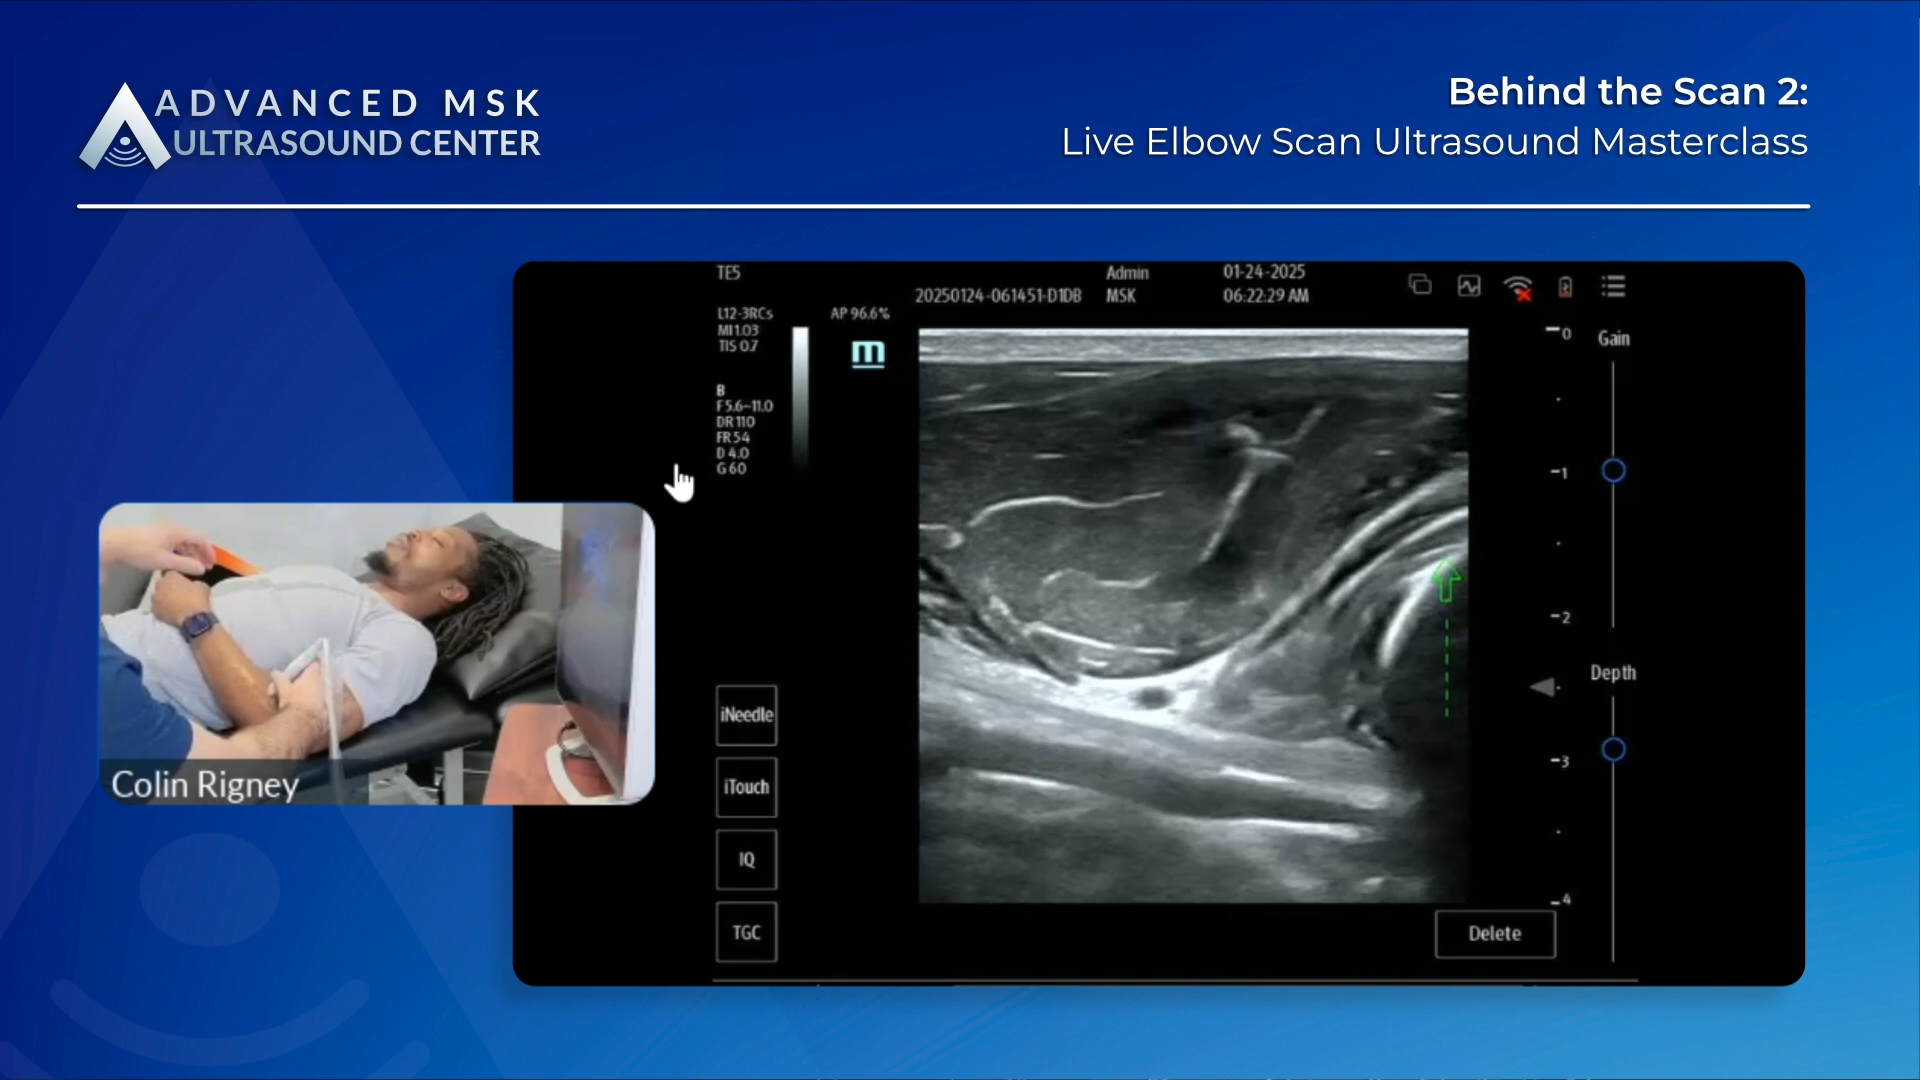 ADVANCED MSK
ULTRASOUND CENTER
Behind the Scan 2:
Live Elbow Scan Ultrasound Masterclass
TE5
Admin
01-24-2025
20250124-061451-D1DB
MSK
06:22:29 AM
L12-3RCs
AP 96.6%
MI 1.03
TIS 0.7
m
B
F 5.6-11.0
DR 110
FR 54
D 4.0
G 60
0
Gain
1
2
Depth
3
4
iNeedle
iTouch
IQ
TGC
Delete
Colin Rigney